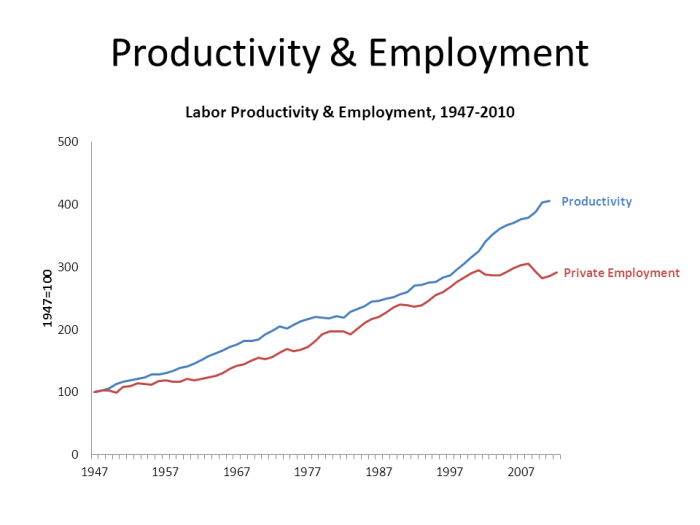 Productivity & Employment
Labor Productivity & Employment, 1947-2010
500
400
300
200
100
0
1947=100
Productivity
Private Employment
1947 1957 1967 1977 1987 1997 2007